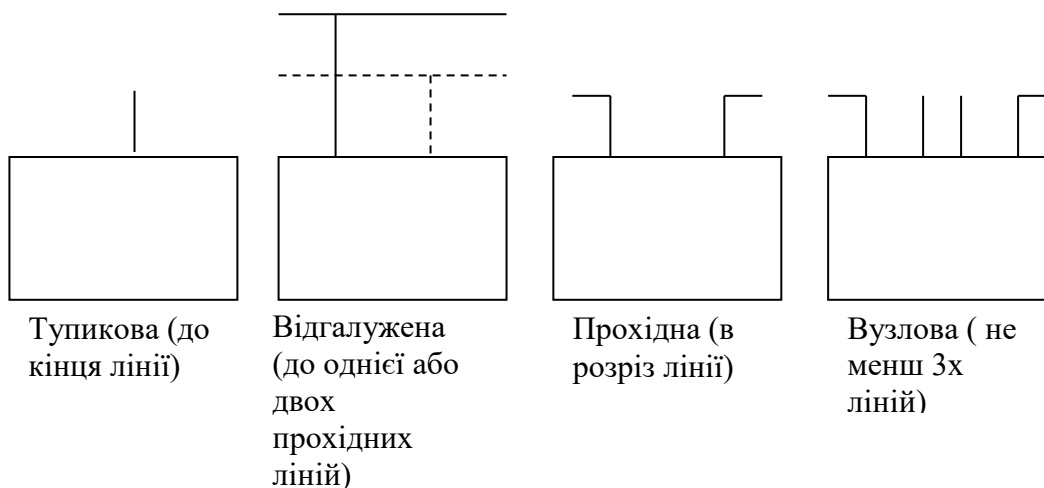 Тупикова (до
кінця лінії)
Відгалужена
(до однієї або
двох
прохідних
ліній)
Прохідна (в
розріз лінії)
Вузлова ( не
менш 3х
ліній)